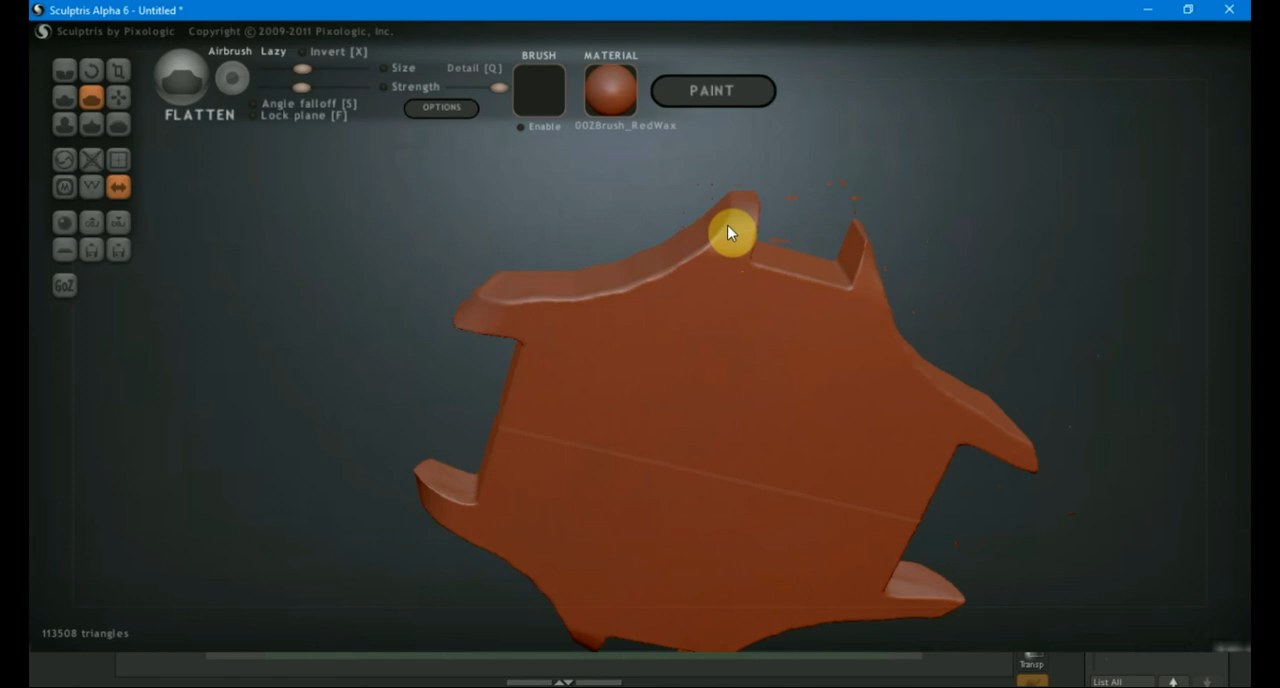 Sculptris Alpha 6 - Untitled *
Sculptris by Pixologic Copyright © 2009-2011 Pixologic, Inc.
Airbrush Lazy Invert [X]
Size Detail [Q]
Strength
Angle falloff [S]
Lock plane [F]
FLATTEN
OPTIONS
BRUSH
Enable
MATERIAL
00ZBrush_RedWax
PAINT
GoZ
113508 triangles
Transp
List All